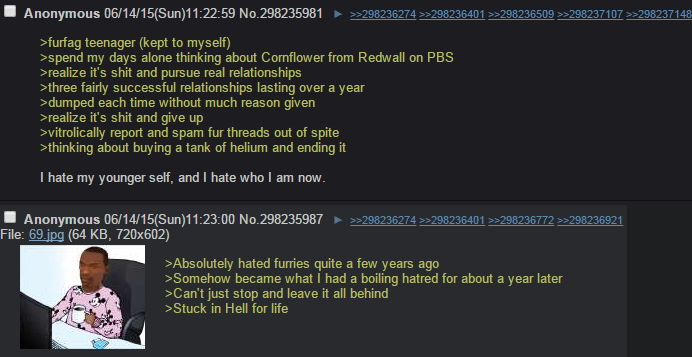 Anonymous 06/14/15(Sun)11:22:59 No.298235981 ▶ >>298236274 >>298236401 >>298236509 >>298237107 >>298237148
>furfag teenager (kept to myself)
>spend my days alone thinking about Cornflower from Redwall on PBS
>realize it's shit and pursue real relationships
>three fairly successful relationships lasting over a year
>dumped each time without much reason given
>realize it's shit and give up
>vitrolically report and spam fur threads out of spite
>thinking about buying a tank of helium and ending it
I hate my younger self, and I hate who I am now.
Anonymous 06/14/15(Sun)11:23:00 No.298235987 ▶ >>298236274 >>298236401 >>298236772 >>298236921
File: 69.jpg (64 KB, 720x602)
>Absolutely hated furries quite a few years ago
>Somehow became what I had a boiling hatred for about a year later
>Can't just stop and leave it all behind
>Stuck in Hell for life